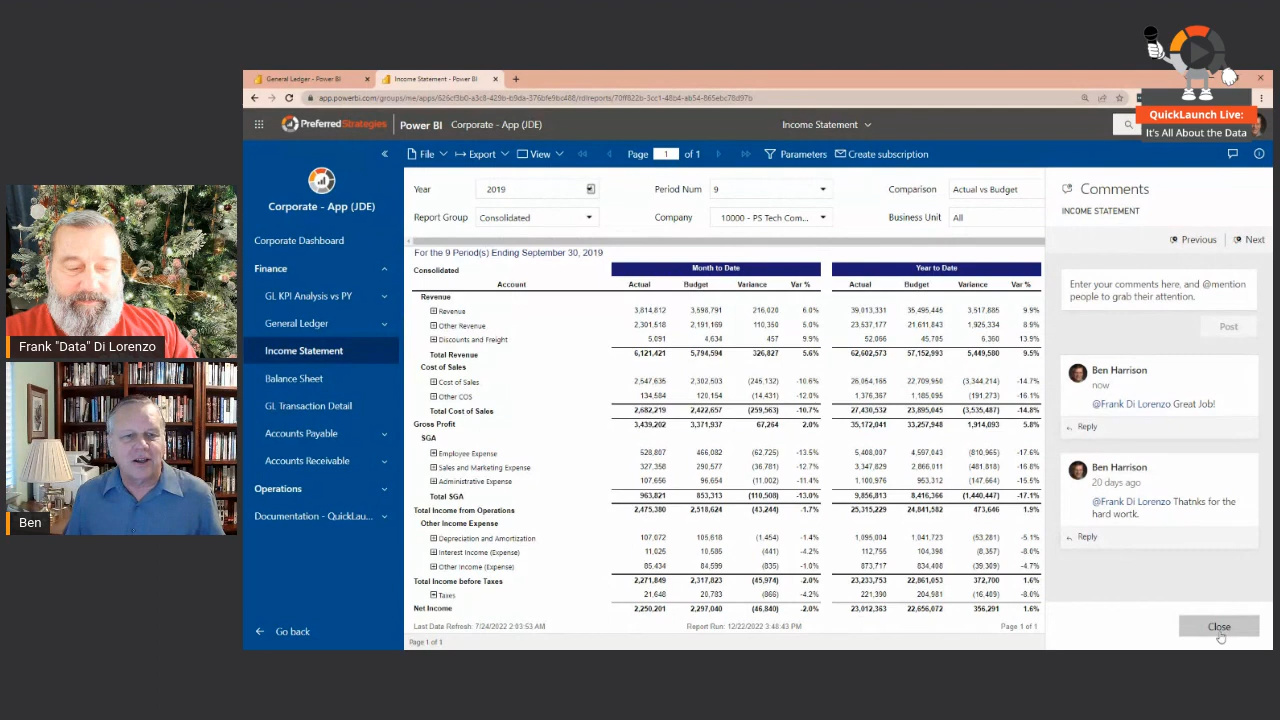 QuickLaunch Live:
It's All About the Data
General Ledger - Power BI
Income Statement - Power BI
PreferredStrategies
Power BI
Corporate - App (JDE)
Income Statement
File
Export
View
Page 1 of 1
Parameters
Create subscription
Corporate - App (JDE)
Corporate Dashboard
Finance
GL KPI Analysis vs PY
General Ledger
Income Statement
Balance Sheet
GL Transaction Detail
Accounts Payable
Accounts Receivable
Operations
Documentation - QuickLau...
Go back
Year 2019 Period Num 9 Comparison Actual vs Budget
Report Group Consolidated Company 10000 - PS Tech Com... Business Unit All
For the 9 Period(s) Ending September 30, 2019
Consolidated Month to Date Year to Date
Account Actual Budget Variance Var % Actual Budget Variance Var %
Revenue
Revenue 3,814,812 3,598,791 216,020 6.0% 39,013,331 35,495,445 3,517,885 9.9%
Other Revenue 2,301,518 2,191,169 110,350 5.0% 23,537,177 21,611,843 1,925,334 8.9%
Discounts and Freight 5,091 4,634 457 9.9% 52,066 45,705 6,360 13.9%
Total Revenue 6,121,421 5,794,594 326,827 5.6% 62,602,573 57,152,993 5,449,580 9.5%
Cost of Sales
Cost of Sales 2,547,635 2,302,503 (245,132) -10.6% 26,054,165 22,709,950 (3,344,214) -14.7%
Other COS 134,584 120,154 (14,431) -12.0% 1,376,367 1,185,095 (191,273) -16.1%
Total Cost of Sales 2,682,219 2,422,657 (259,563) -10.7% 27,430,532 23,895,045 (3,535,487) -14.8%
Gross Profit 3,439,202 3,371,937 67,264 2.0% 35,172,041 33,257,948 1,914,093 5.8%
SGA
Employee Expense 528,807 466,082 (62,725) -13.5% 5,408,007 4,597,043 (810,965) -17.6%
Sales and Marketing Expense 327,358 290,577 (36,781) -12.7% 3,347,829 2,866,011 (481,818) -16.8%
Administrative Expense 107,656 96,654 (11,002) -11.4% 1,100,976 953,312 (147,664) -15.5%
Total SGA 963,821 853,313 (110,508) -13.0% 9,856,813 8,416,366 (1,440,447) -17.1%
Total Income from Operations 2,475,380 2,518,624 (43,244) -1.7% 25,315,229 24,841,582 473,646 1.9%
Other Income Expense
Depreciation and Amortization 107,072 105,618 (1,454) -1.4% 1,095,004 1,041,723 (53,281) -5.1%
Interest Income (Expense) 11,025 10,585 (441) -4.2% 112,755 104,398 (8,357) -8.0%
Other Income (Expense) 85,434 84,599 (835) -1.0% 873,717 834,408 (39,309) -4.7%
Total Income before Taxes 2,271,849 2,317,823 (45,974) -2.0% 23,233,753 22,861,053 372,700 1.6%
Taxes 21,648 20,783 (866) -4.2% 221,390 204,981 (16,409) -8.0%
Net Income 2,250,201 2,297,040 (46,840) -2.0% 23,012,363 22,656,072 356,291 1.6%
Last Data Refresh: 7/24/2022 2:03:53 AM Report Run: 12/22/2022 3:48:43 PM Page 1 of 1
Page 1 of 1
Comments
INCOME STATEMENT
Previous Next
Enter your comments here, and @mention
people to grab their attention.
Post
Ben Harrison
now
@Frank Di Lorenzo Great Job!
Reply
Ben Harrison
20 days ago
@Frank Di Lorenzo Thatnks for the
hard wortk.
Reply
Close
Frank "Data" Di Lorenzo
Ben